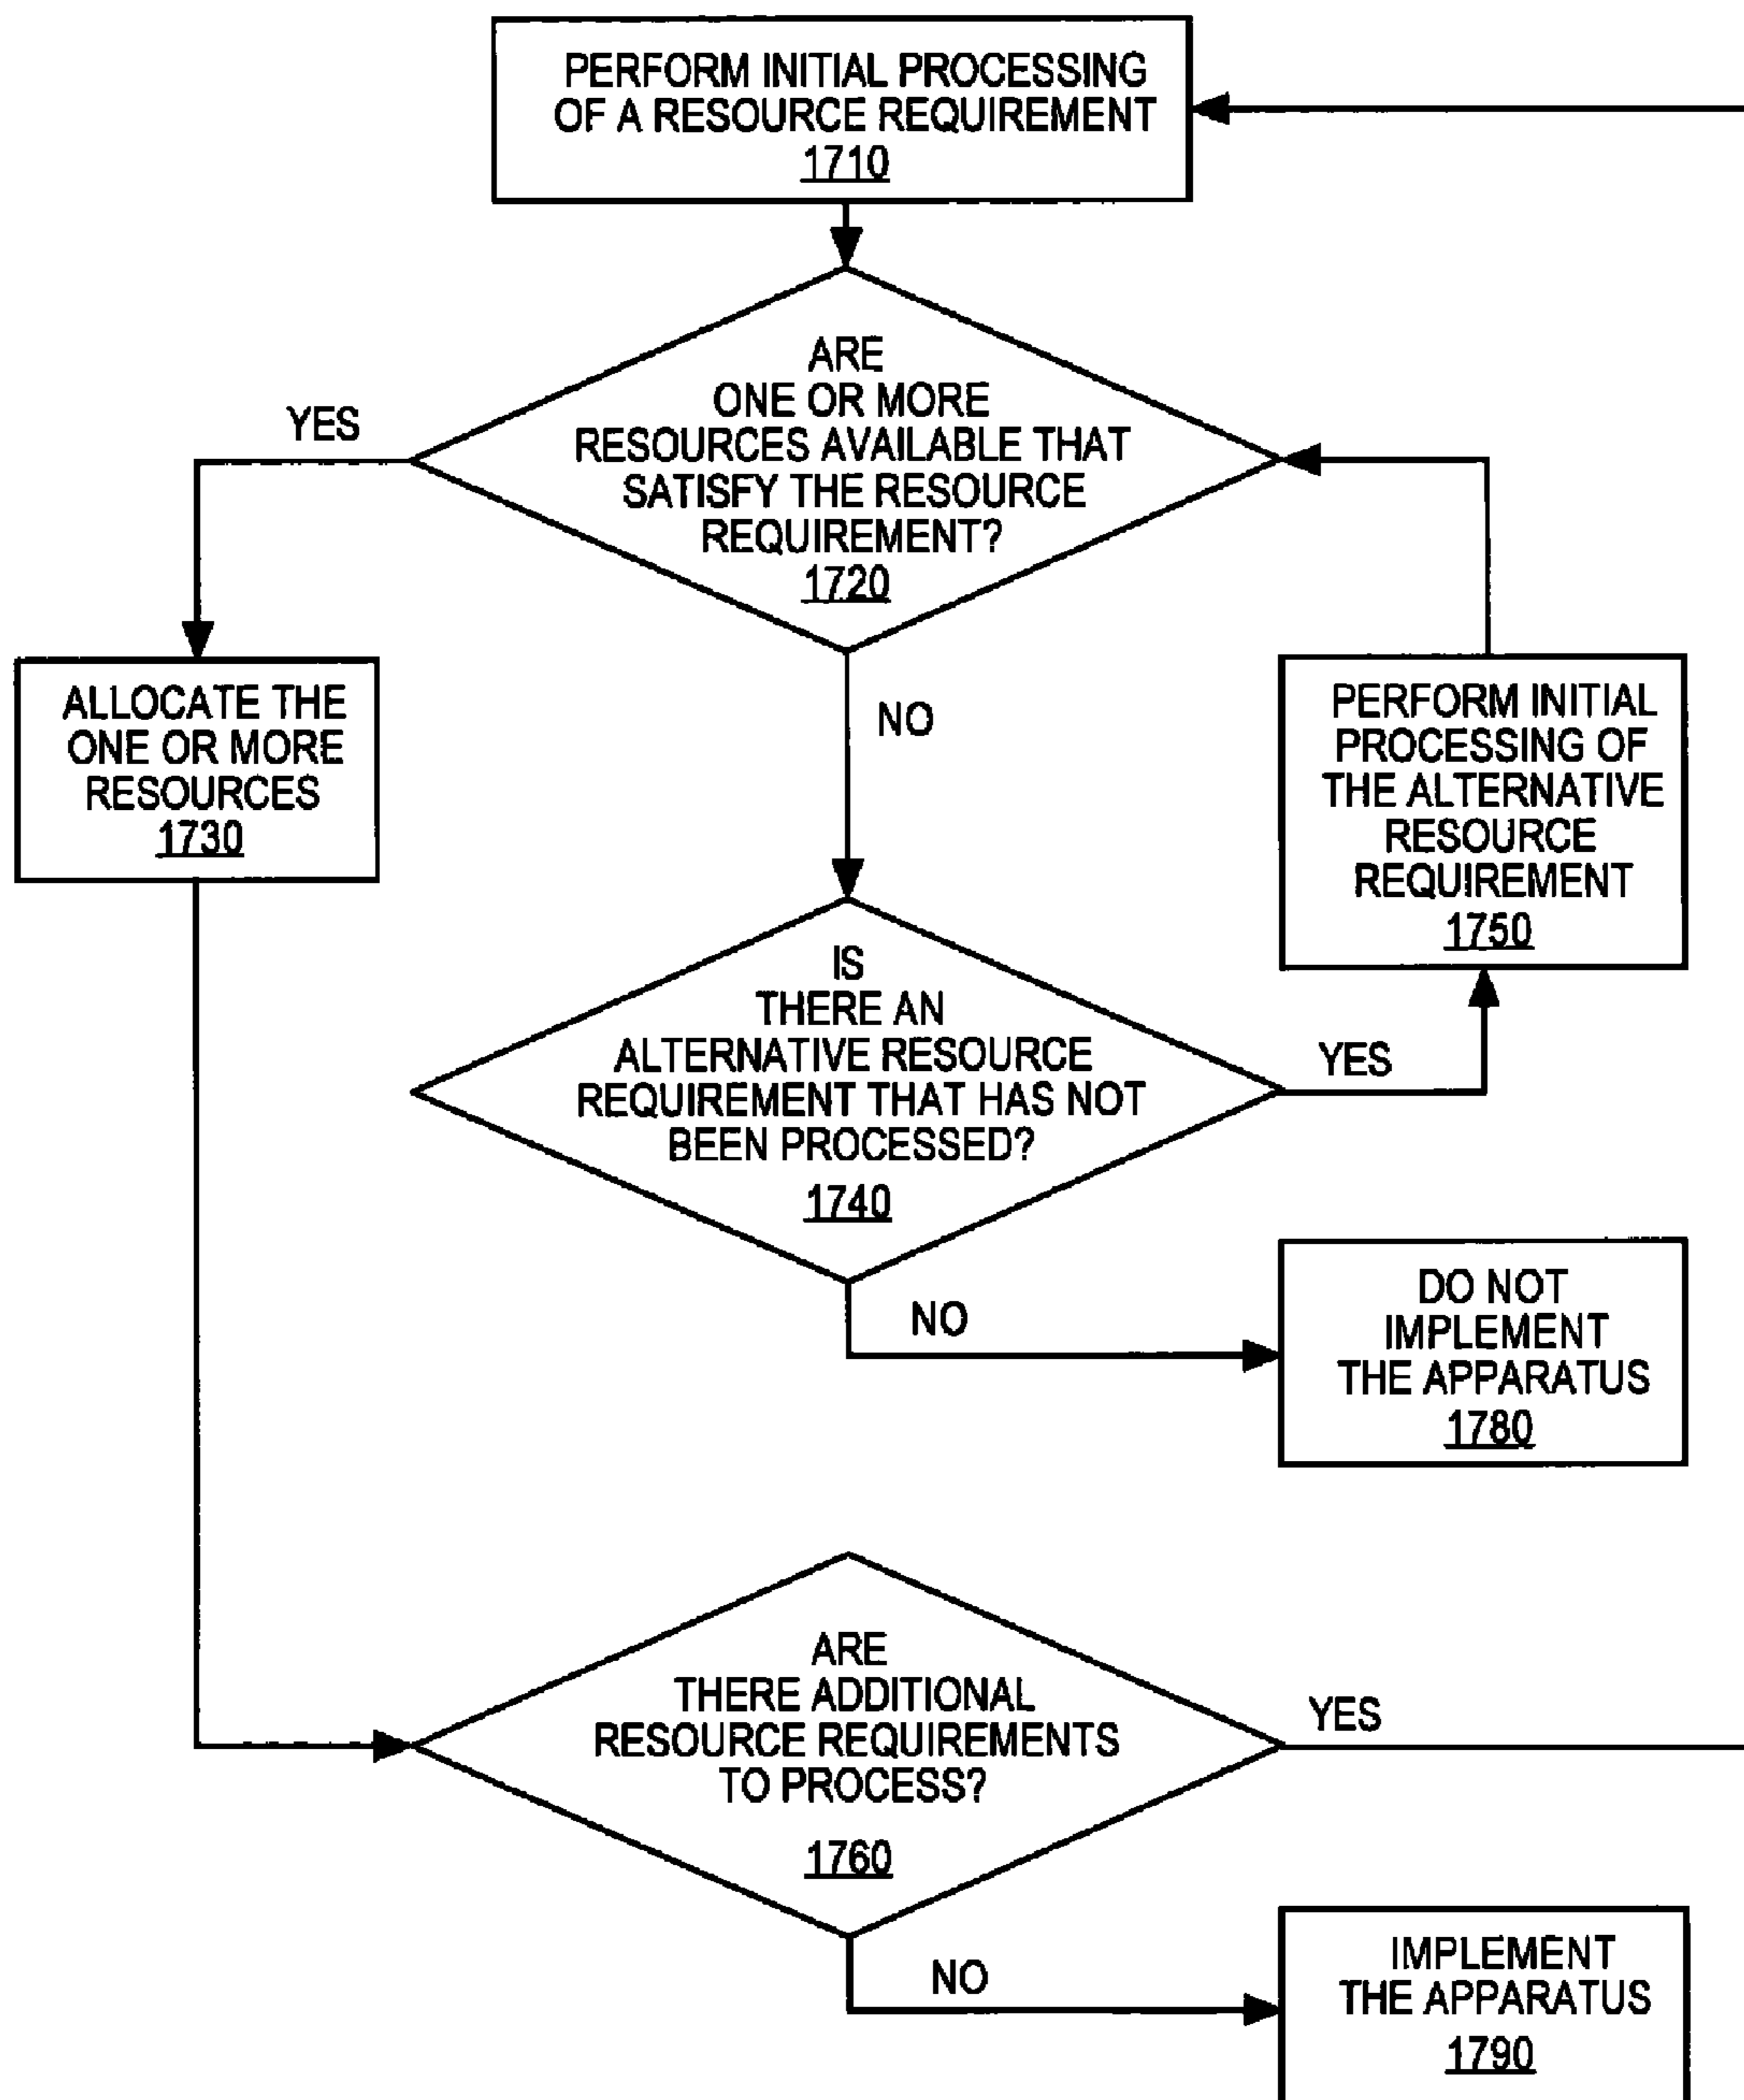 PERFORM INITIAL PROCESSING
OF A RESOURCE REQUIREMENT
1710
ARE
ONE OR MORE
RESOURCES AVAILABLE THAT
SATISFY THE RESOURCE
REQUIREMENT?
1720
YES
NO
ALLOCATE THE
ONE OR MORE
RESOURCES
1730
PERFORM INITIAL
PROCESSING OF
THE ALTERNATIVE
RESOURCE
REQUIREMENT
1750
IS
THERE AN
ALTERNATIVE RESOURCE
REQUIREMENT THAT HAS NOT
BEEN PROCESSED?
1740
YES
NO
DO NOT
IMPLEMENT
THE APPARATUS
1780
ARE
THERE ADDITIONAL
RESOURCE REQUIREMENTS
TO PROCESS?
1760
YES
NO
IMPLEMENT
THE APPARATUS
1790